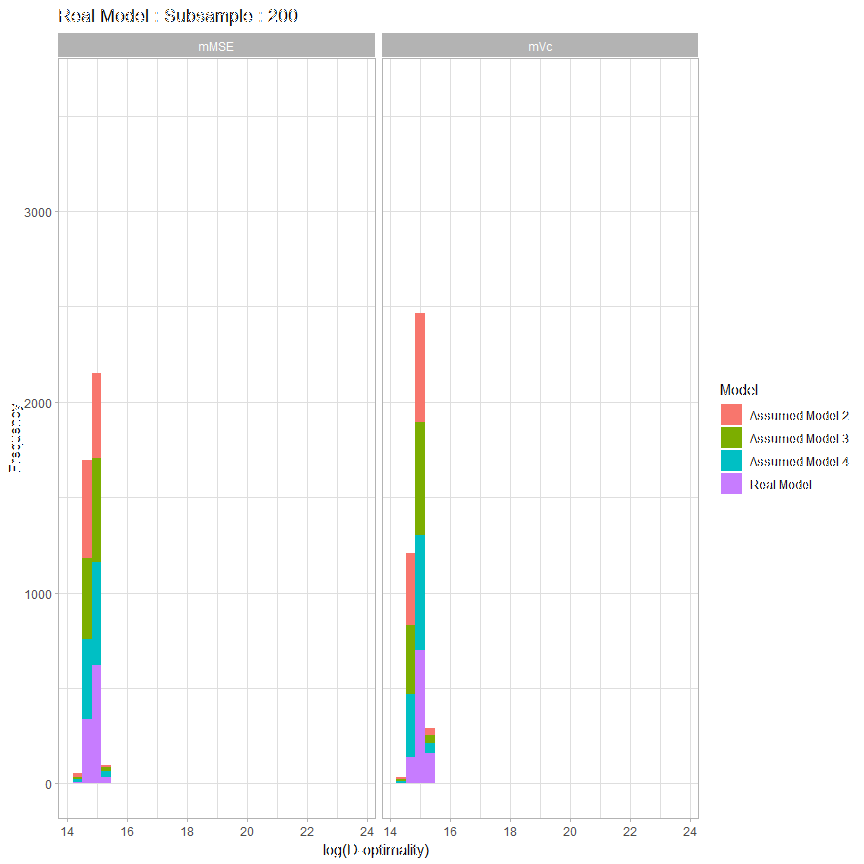 Real Model :: Subsample : 200
mMSE
mVc
3000
2000
1000
0
Frequency
14 16 18 20 22 24
14 16 18 20 22 24
log(D-optimality)
Model
Assumed Model 2
Assumed Model 3
Assumed Model 4
Real Model